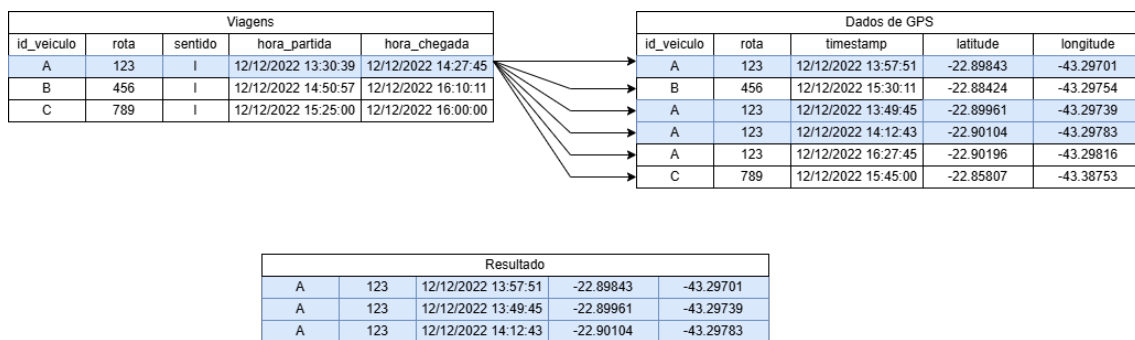 Viagens
id_veiculo rota sentido hora_partida hora_chegada
A 123 I 12/12/2022 13:30:39 12/12/2022 14:27:45
B 456 I 12/12/2022 14:50:57 12/12/2022 16:10:11
C 789 I 12/12/2022 15:25:00 12/12/2022 16:00:00
Dados de GPS
id_veiculo rota timestamp latitude longitude
A 123 12/12/2022 13:57:51 -22.89843 -43.29701
B 456 12/12/2022 15:30:11 -22.88424 -43.29754
A 123 12/12/2022 13:49:45 -22.89961 -43.29739
A 123 12/12/2022 14:12:43 -22.90104 -43.29783
A 123 12/12/2022 16:27:45 -22.90196 -43.29816
C 789 12/12/2022 15:45:00 -22.85807 -43.38753
Resultado
A 123 12/12/2022 13:57:51 -22.89843 -43.29701
A 123 12/12/2022 13:49:45 -22.89961 -43.29739
A 123 12/12/2022 14:12:43 -22.90104 -43.29783